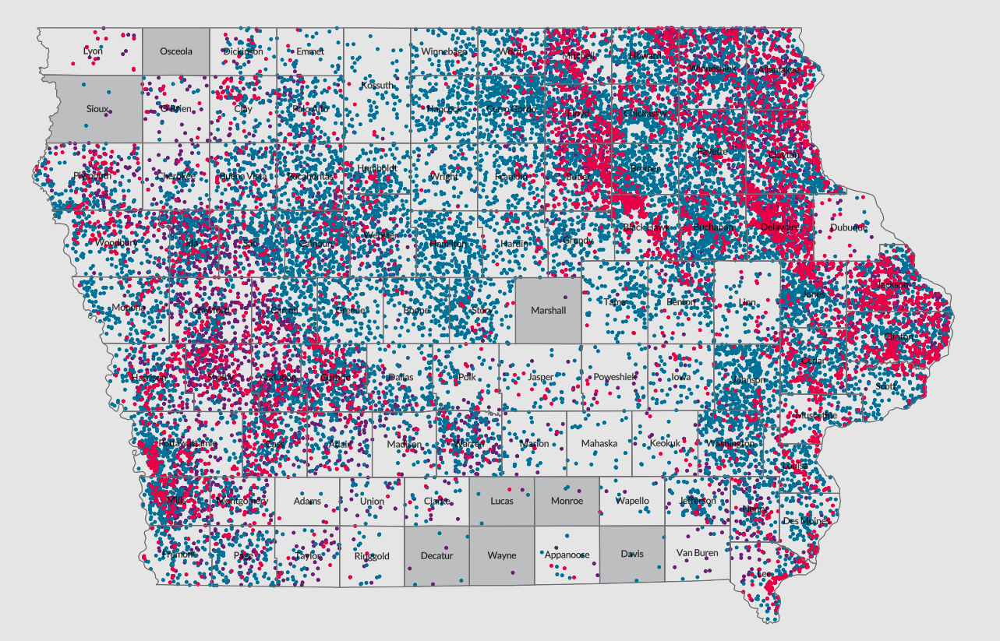 Lyon
Osceola
Dickinson
Emmet
Winnebago
Worth
Mitchell
Howard
Winneshiek
Allamakee
Kossuth
Sioux
O'Brien
Clay
Palo Alto
Hancock
Cerro Gordo
Floyd
Chickasaw
Plymouth
Cherokee
Buena Vista
Pocahontas
Humboldt
Wright
Franklin
Butler
Bremer
Fayette
Clayton
Woodbury
Ida
Sac
Calhoun
Webster
Hamilton
Hardin
Grundy
Black Hawk
Buchanan
Delaware
Dubuque
Monona
Crawford
Carroll
Greene
Boone
Story
Marshall
Tama
Benton
Linn
Jones
Jackson
Clinton
Harrison
Shelby
Audubon
Guthrie
Dallas
Polk
Jasper
Poweshiek
Iowa
Johnson
Cedar
Scott
Muscatine
Pottawattamie
Cass
Adair
Madison
Warren
Marion
Mahaska
Keokuk
Washington
Louisa
Mills
Montgomery
Adams
Union
Clarke
Lucas
Monroe
Wapello
Jefferson
Henry
Des Moines
Fremont
Page
Taylor
Ringgold
Decatur
Wayne
Appanoose
Davis
Van Buren
Lee